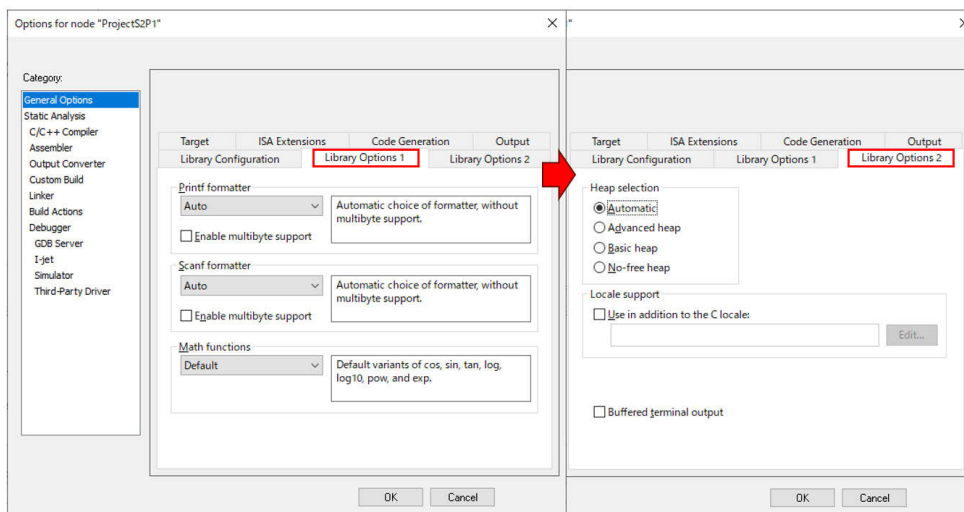 Options for node "ProjectS2P1"
Category:
General Options
Static Analysis
C/C++ Compiler
Assembler
Output Converter
Custom Build
Linker
Build Actions
Debugger
GDB Server
I-jet
Simulator
Third-Party Driver
Target ISA Extensions Code Generation Output
Library Configuration Library Options 1 Library Options 2
Printf formatter
Auto
Automatic choice of formatter, without
multibyte support.
Enable multibyte support
Scanf formatter
Auto
Automatic choice of formatter, without
multibyte support.
Enable multibyte support
Math functions
Default
Default variants of cos, sin, tan, log,
log10, pow, and exp.
OK Cancel
"
Target ISA Extensions Code Generation Output
Library Configuration Library Options 1 Library Options 2
Heap selection
Automatic
Advanced heap
Basic heap
No-free heap
Locale support
Use in addition to the C locale:
Edit...
Buffered terminal output
OK Cancel